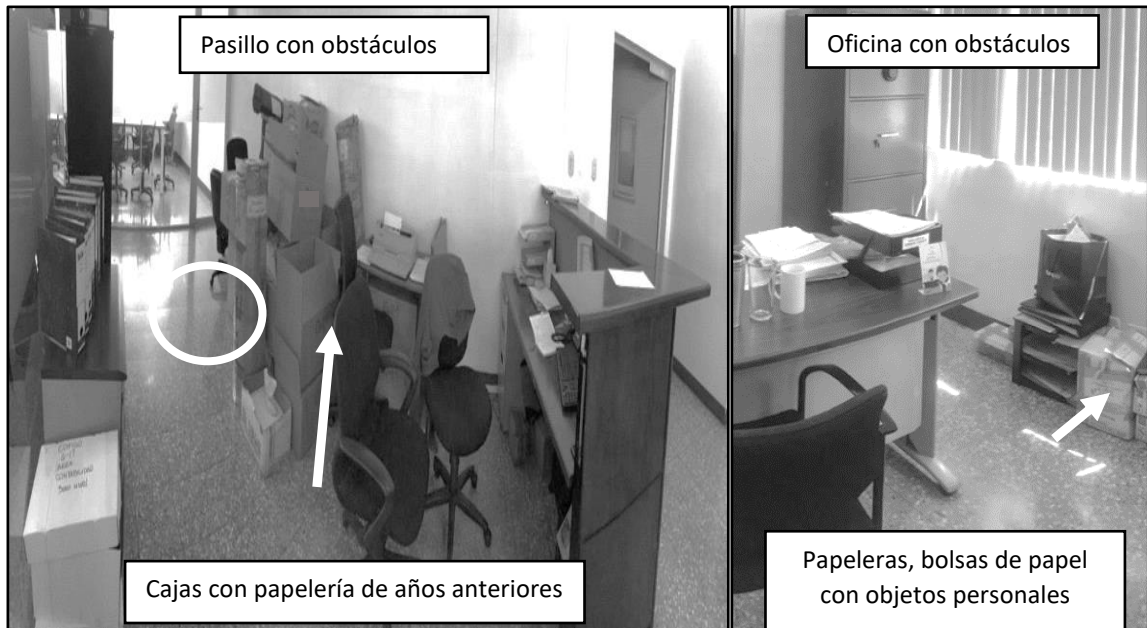 Pasillo con obstáculos
Oficina con obstáculos
Cajas con papelería de años anteriores
Papeleras, bolsas de papel
con objetos personales